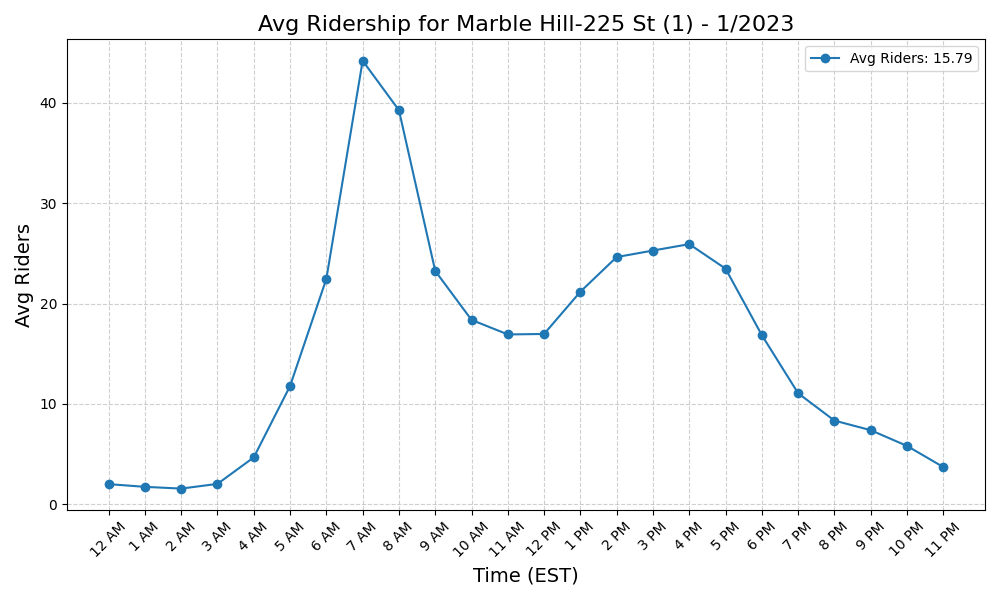 Avg Ridership for Marble Hill-225 St (1) - 1/2023
Avg Riders: 15.79
Avg Riders
40
30
20
10
0
12 AM
1 AM
2 AM
3 AM
4 AM
5 AM
6 AM
7 AM
8 AM
9 AM
10 AM
11 AM
12 PM
1 PM
2 PM
3 PM
4 PM
5 PM
6 PM
7 PM
8 PM
9 PM
10 PM
11 PM
Time (EST)